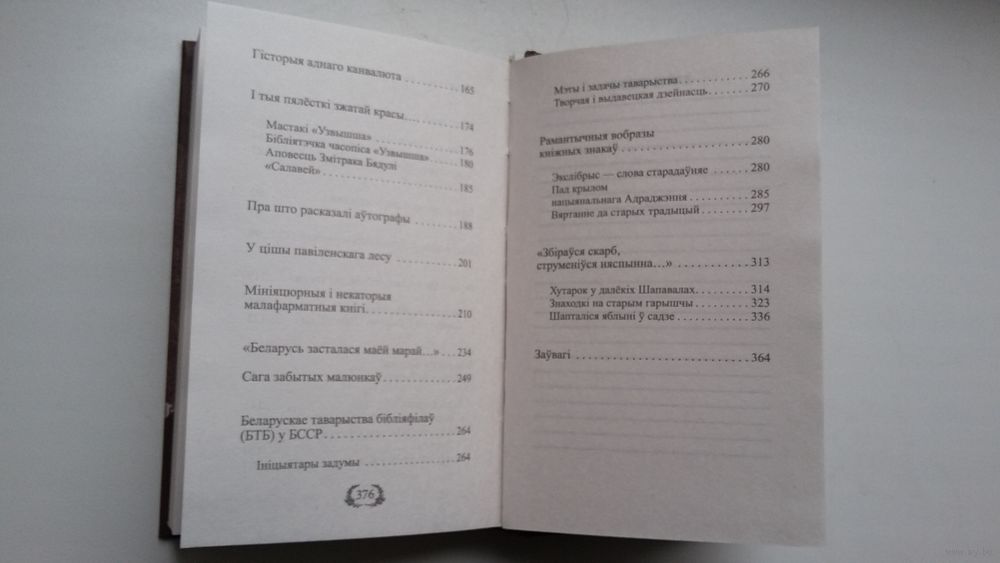 Гісторыя аднаго канвалюта ........ 165
І тыя пялёсткі зжатай красы.... ...... 174
Мастакі «Узвышша» ............ 176
Бібліятэчка часопіса «Узвышша» .... 180
Аповесць Змітрака Бядулі
«Салавей» .................. 185
Пра што расказалі аўтографы ...... 188
У цішы павіленскага лесу ......... 201
Мініяцюрныя і некаторыя
малафарматныя кнігі............. 210
«Беларусь засталася маёй марай...» ... 234
Сага забытых малюнкаў........... 249
Беларускае таварыства бібліяфілаў
(БТБ) у БССР.................... 264
Ініцыятары задумы .............. 264
376
Мэты і задачы таварыства........... 266
Творчая і выдавецкая дзейнасць...... 270
Рамантычныя вобразы
кніжных знакаў ................. 280
Экслібрыс — слова старадаўняе ..... 280
Пад крылом
нацыянальнага Адраджэння ........ 285
Вяртанне да старых традыцый ....... 297
«Збіраўся скарб,
струменіўся няспынна...» .......... 313
Хутарок у далёкіх Шапавалах........ 314
Знаходкі на старым гарышчы ........ 323
Шапталіся яблыні ў садзе .......... 336
Заўвагі ......................... 364